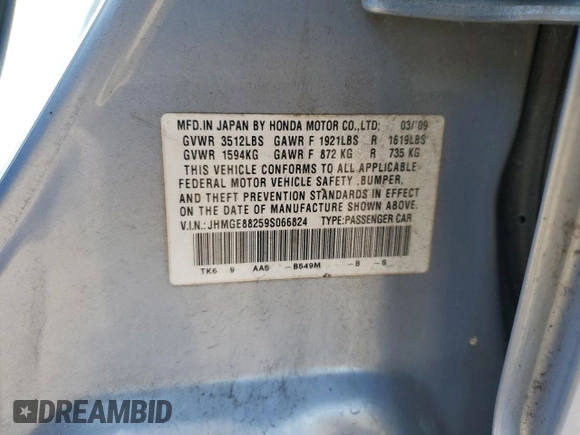 MFD.IN JAPAN BY HONDA MOTOR CO.,LTD; 03/'09
GVWR 3512LBS GAWR F 1921LBS R 1619LBS
GVWR 1594KG GAWR F 872 KG R 735 KG
THIS VEHICLE CONFORMS TO ALL APPLICABLE
FEDERAL MOTOR VEHICLE SAFETY ,BUMPER,
AND THEFT PREVENTION STANDARDS IN EFFECT
ON THE DATE OF MANUFACTURE SHOWN ABOVE.
V.I.N.: JHMGE88259S066824 TYPE:PASSENGER CAR
TK6 9 AA5 -B549M -B -S
DREAMBID